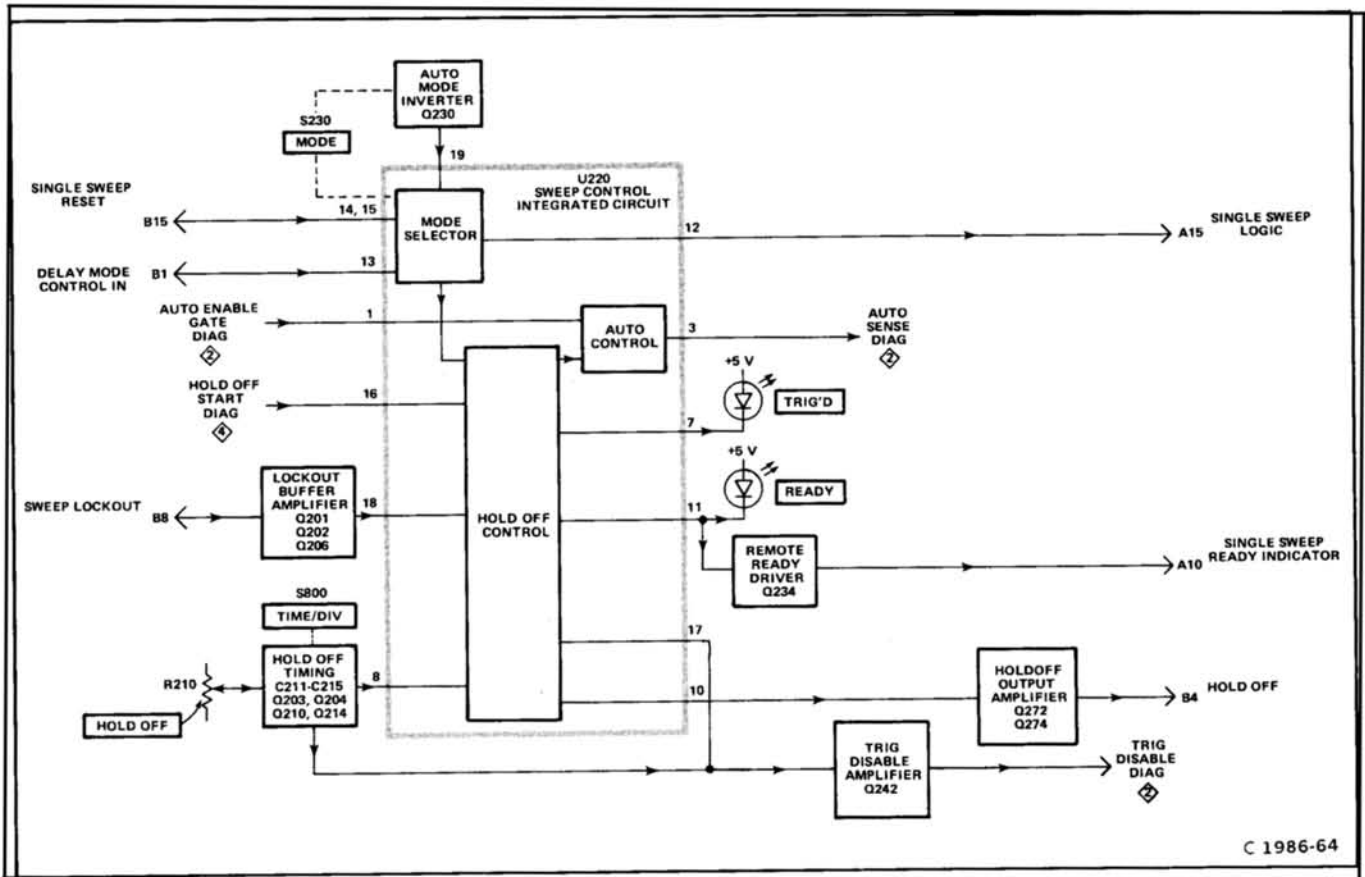 AUTO
MODE
INVERTER
Q230
S230
MODE
19
U220
SWEEP CONTROL
INTEGRATED CIRCUIT
SINGLE SWEEP
RESET
B15
14, 15
MODE
SELECTOR
12
A15
SINGLE SWEEP
LOGIC
DELAY MODE
CONTROL IN
B1
13
AUTO ENABLE
GATE
DIAG
2
1
AUTO
CONTROL
3
AUTO
SENSE
DIAG
2
HOLD OFF
START
DIAG
4
16
+5 V
TRIG'D
7
+5 V
READY
SWEEP LOCKOUT
B8
LOCKOUT
BUFFER
AMPLIFIER
Q201
Q202
Q206
18
HOLD OFF
CONTROL
11
REMOTE
READY
DRIVER
Q234
A10
SINGLE SWEEP
READY INDICATOR
S800
TIME/DIV
HOLD OFF
TIMING
C211-C215
Q203, Q204
Q210, Q214
8
R210
HOLD OFF
17
10
HOLDOFF
OUTPUT
AMPLIFIER
Q272
Q274
B4
HOLD OFF
TRIG
DISABLE
AMPLIFIER
Q242
TRIG
DISABLE
DIAG
2
C 1986-64